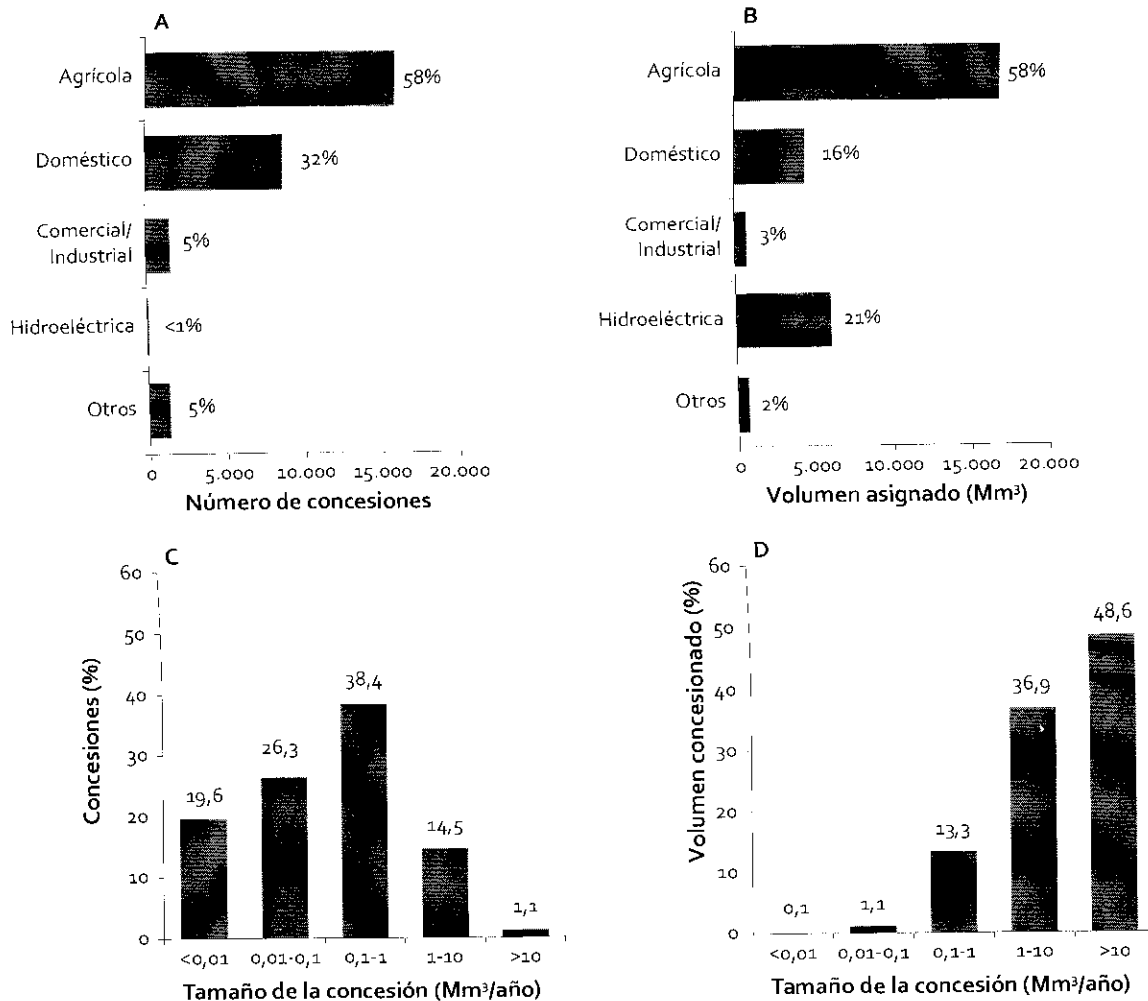 A
Agrícola
58%
Doméstico
32%
Comercial/
Industrial
5%
Hidroeléctrica
<1%
Otros
5%
0 5.000 10.000 15.000 20.000
Número de concesiones
B
Agrícola
58%
Doméstico
16%
Comercial/
Industrial
3%
Hidroeléctrica
21%
Otros
2%
0 5.000 10.000 15.000 20.000
Volumen asignado (Mm³)
C
Concesiones (%)
60
50
40
30
20
10
0
19,6
26,3
38,4
14,5
1,1
<0,01 0,01-0,1 0,1-1 1-10 >10
Tamaño de la concesión (Mm³/año)
D
Volumen concesionado (%)
60
50
40
30
20
10
0
0,1
1,1
13,3
36,9
48,6
<0,01 0,01-0,1 0,1-1 1-10 >10
Tamaño de la concesión (Mm³/año)